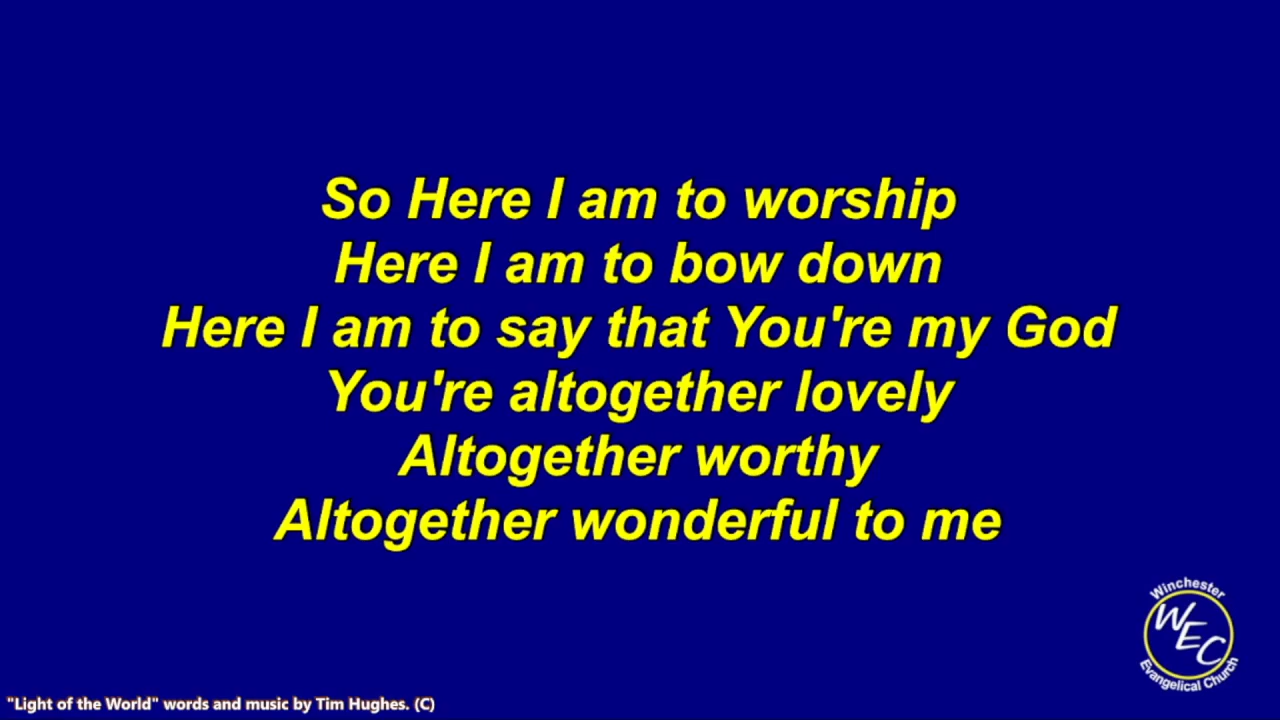 So Here I am to worship
Here I am to bow down
Here I am to say that You're my God
You're altogether lovely
Altogether worthy
Altogether wonderful to me
Winchester
WEC
Evangelical Church
"Light of the World" words and music by Tim Hughes. (C)